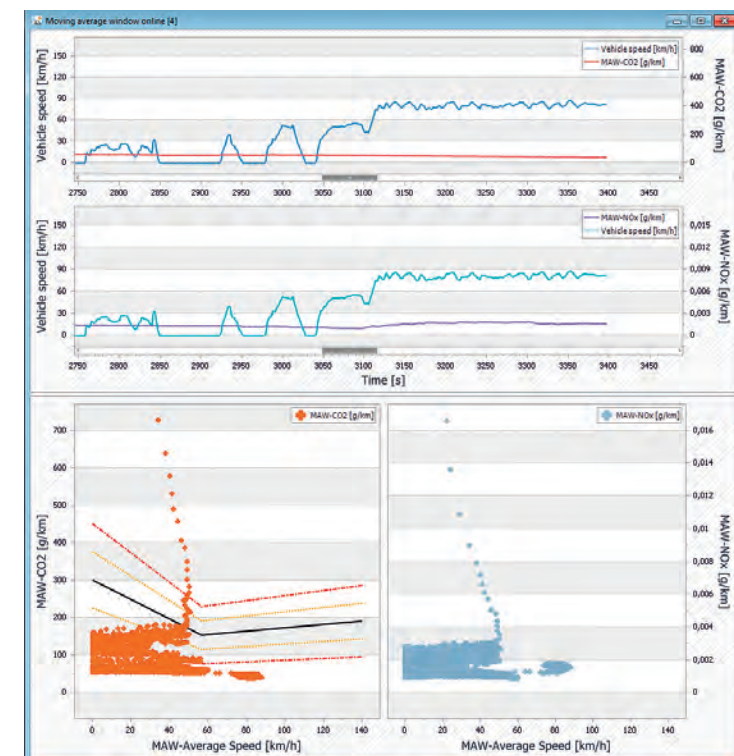 Moving average window online [4]
Vehicle speed [km/h]
MAW-CO2 [g/km]
150
120
90
60
30
0
800
600
400
200
0
Vehicle speed [km/h]
MAW-CO2 [g/km]
2750 2800 2850 2900 2950 3000 3050 3100 3150 3200 3250 3300 3350 3400 3450
MAW-NOx [g/km]
Vehicle speed [km/h]
150
120
90
60
30
0
0,015
0,012
0,009
0,006
0,003
0
Vehicle speed [km/h]
MAW-NOx [g/km]
2750 2800 2850 2900 2950 3000 3050 3100 3150 3200 3250 3300 3350 3400 3450
Time [s]
MAW-CO2 [g/km]
700
600
500
400
300
200
100
0
MAW-CO2 [g/km]
0 20 40 60 80 100 120 140
MAW-Average Speed [km/h]
MAW-NOx [g/km]
0,016
0,014
0,012
0,01
0,008
0,006
0,004
0,002
0
MAW-NOx [g/km]
0 20 40 60 80 100 120 140
MAW-Average Speed [km/h]